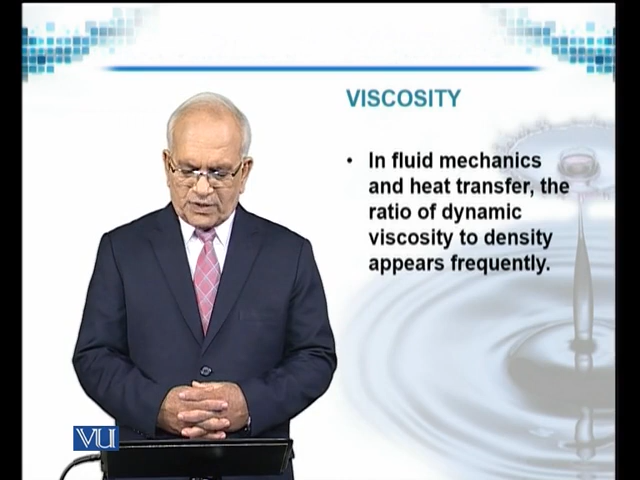 VISCOSITY
• In fluid mechanics
and heat transfer, the
ratio of dynamic
viscosity to density
appears frequently.
VU